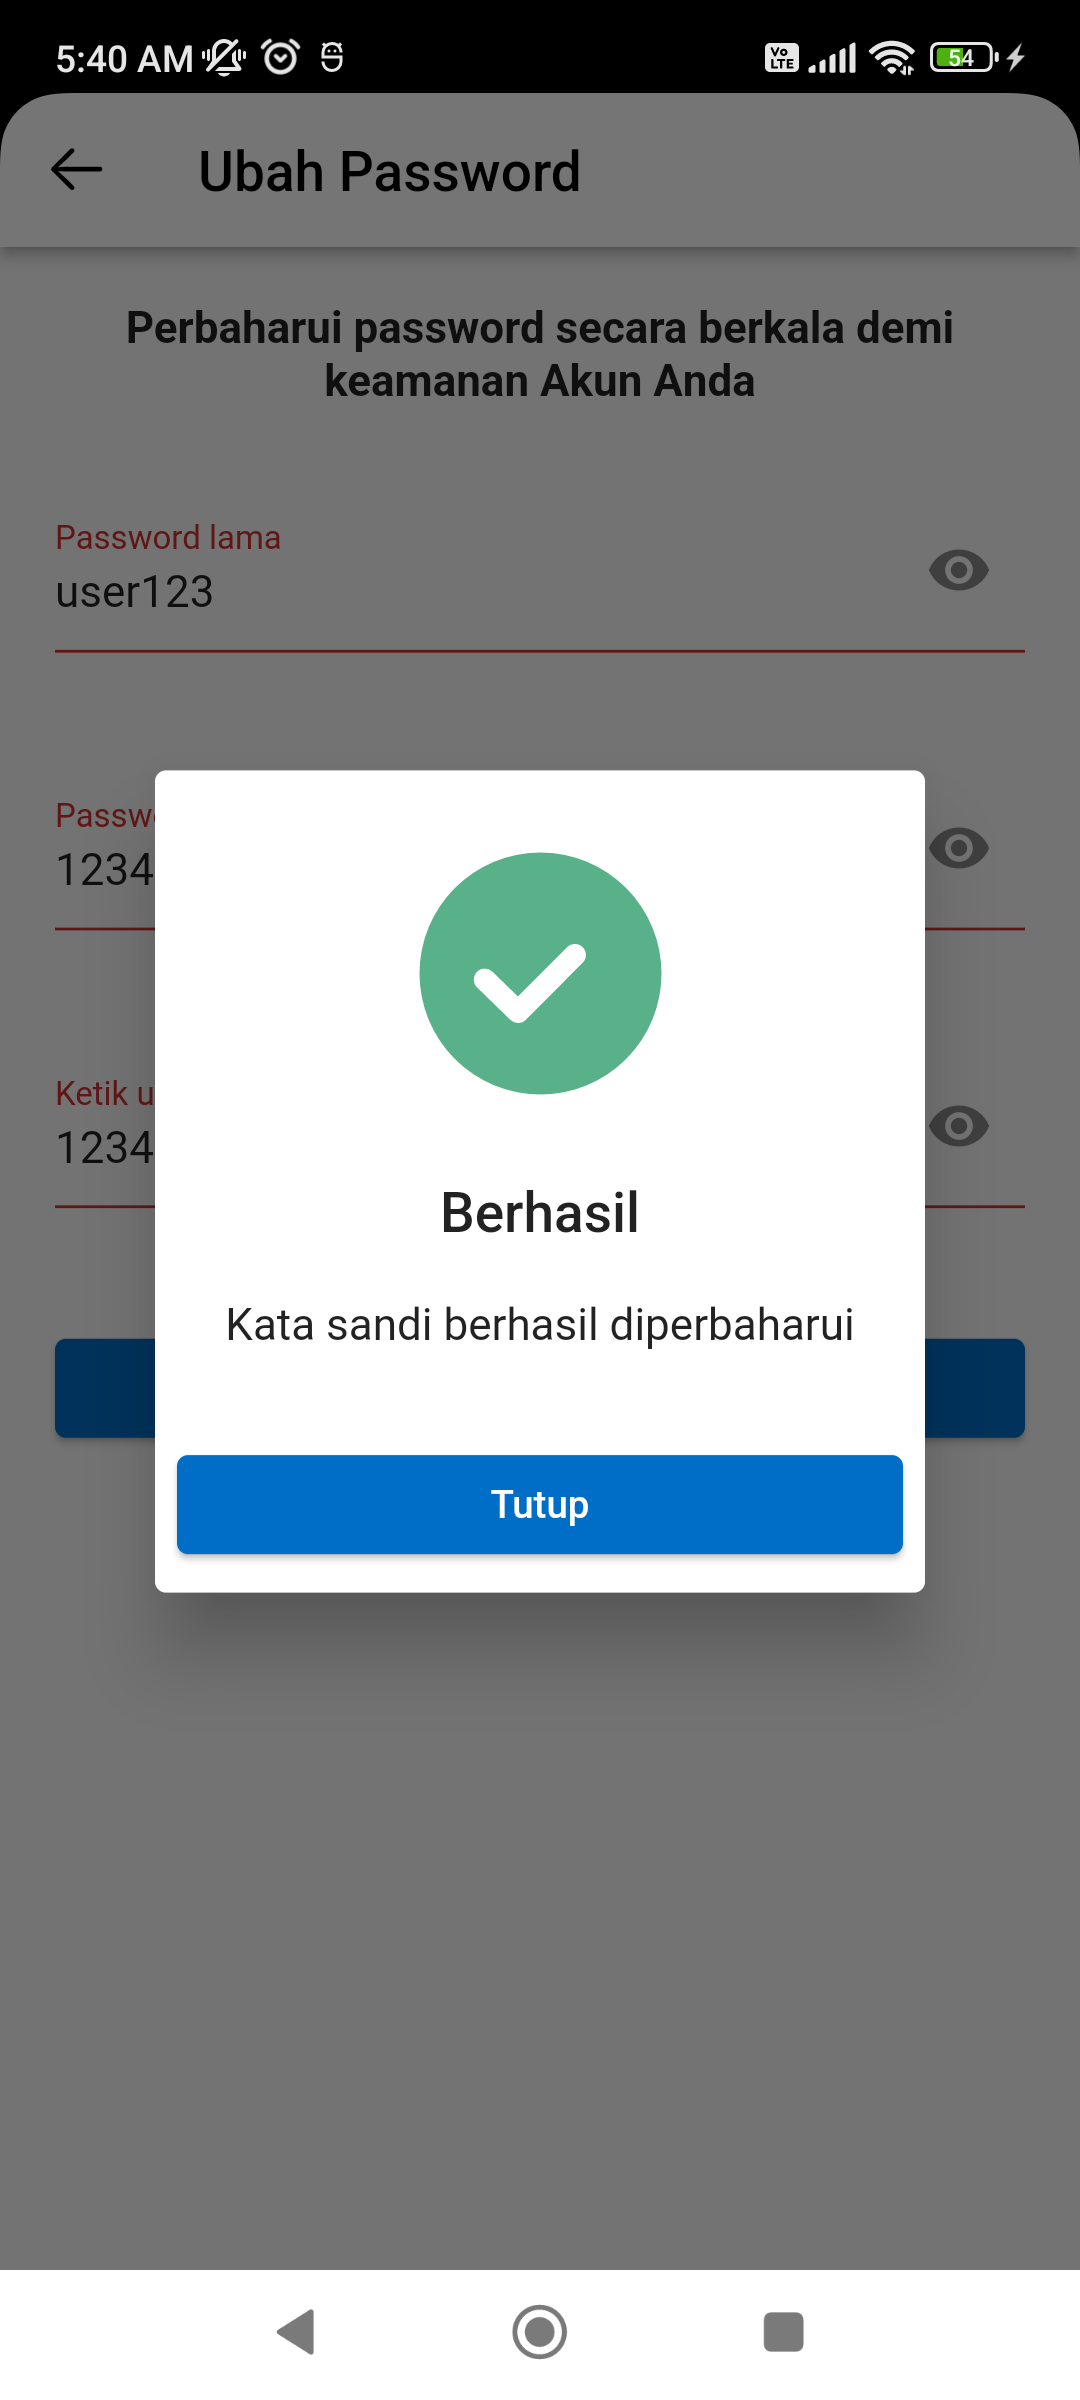 5:40 AM
Vo LTE
54
Ubah Password
Perbaharui password secara berkala demi
keamanan Akun Anda
Password lama
user123
1234
Ketik u
1234
Berhasil
Kata sandi berhasil diperbaharui
Tutup